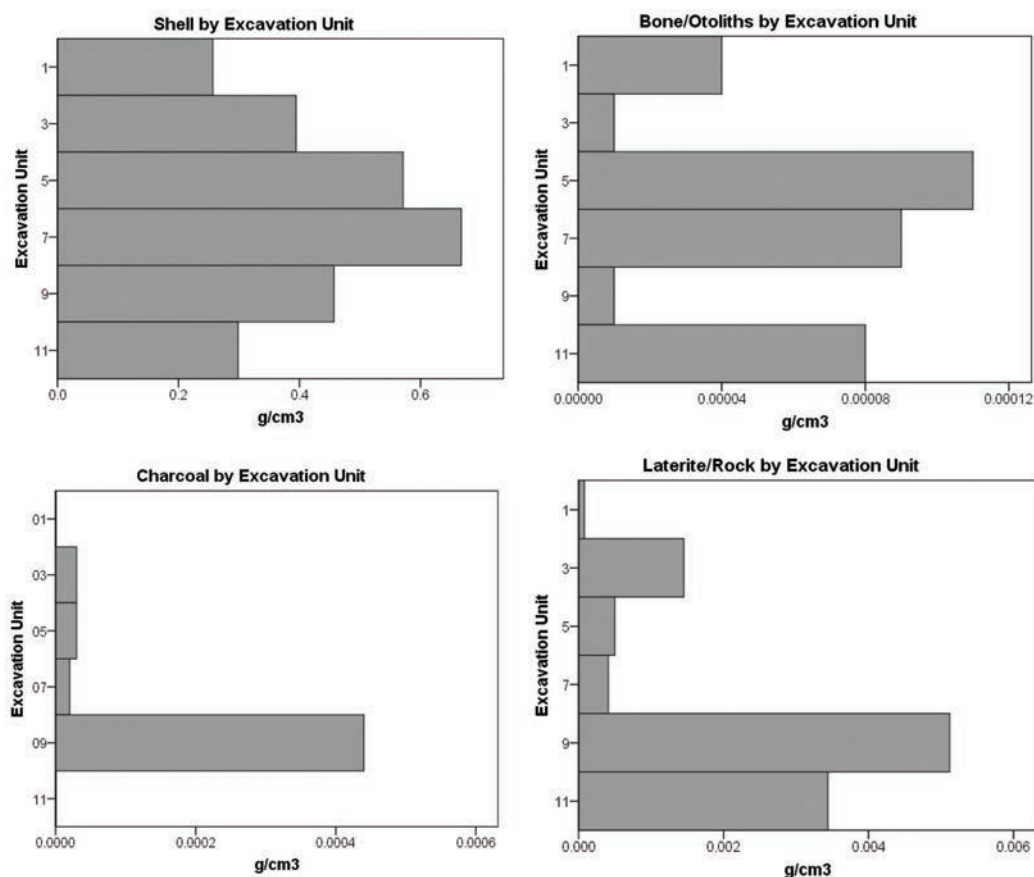 Shell by Excavation Unit
Excavation Unit
1
3
5
7
9
11
0.0 0.2 0.4 0.6
g/cm3
Bone/Otoliths by Excavation Unit
Excavation Unit
1
3
5
7
9
11
0.00000 0.00004 0.00008 0.00012
g/cm3
Charcoal by Excavation Unit
Excavation Unit
01
03
05
07
09
11
0.0000 0.0002 0.0004 0.0006
g/cm3
Laterite/Rock by Excavation Unit
Excavation Unit
1
3
5
7
9
11
0.000 0.002 0.004 0.006
g/cm3